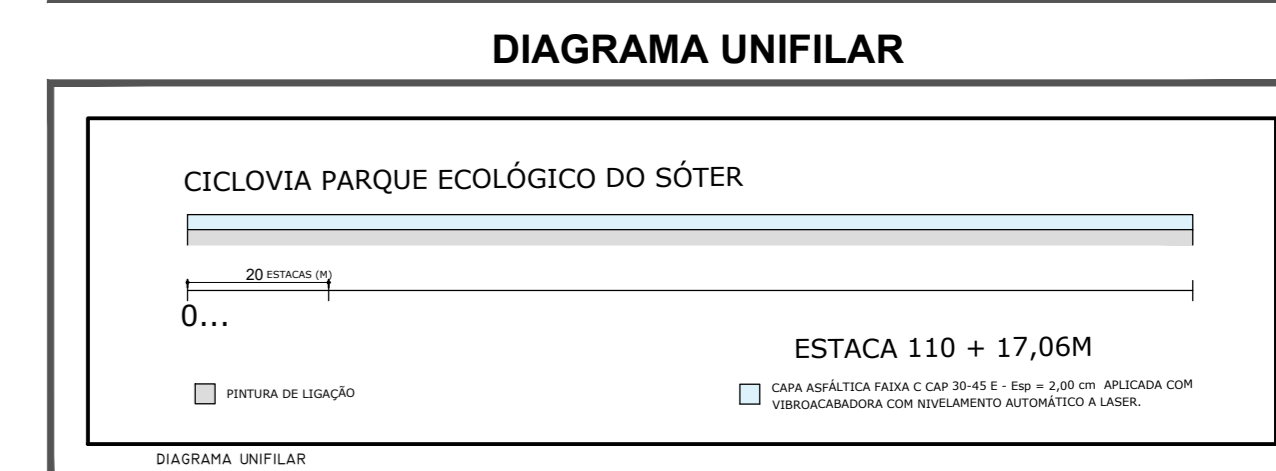 DIAGRAMA UNIFILAR
CICLOVIA PARQUE ECOLÓGICO DO SÓTER
20 ESTACAS (M)
0...
ESTACA 110 + 17,06M
PINTURA DE LIGAÇÃO
CAPA ASFÁLTICA FAIXA C CAP 30-45 E - Esp = 2,00 cm APLICADA COM
VIBROACABADORA COM NIVELAMENTO AUTOMÁTICO A LASER.
DIAGRAMA UNIFILAR